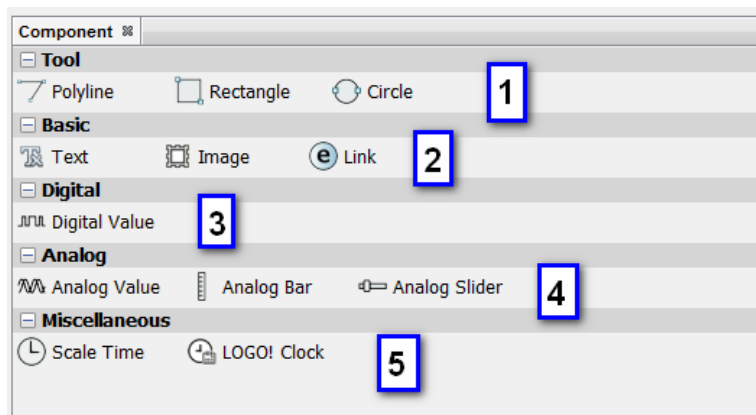 Component
Tool
Polyline Rectangle Circle 1
Basic
Text Image Link 2
Digital
Digital Value 3
Analog
Analog Value Analog Bar Analog Slider 4
Miscellaneous
Scale Time LOGO! Clock 5